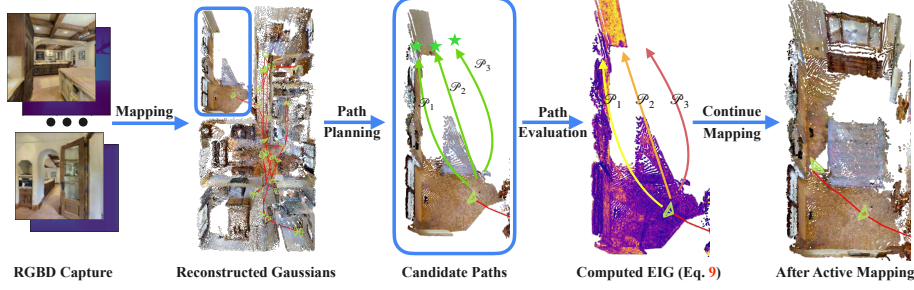 Mapping
Path
Planning
Path
Evaluation
Continue
Mapping
𝒫1
𝒫2
𝒫3
𝒫1
𝒫2
𝒫3
RGBD Capture
Reconstructed Gaussians
Candidate Paths
Computed EIG (Eq. 9)
After Active Mapping